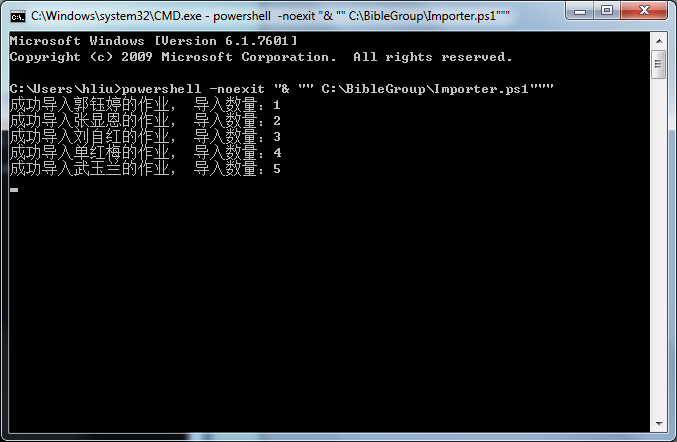 C:\Windows\system32\CMD.exe - powershell  -noexit "& "" C:\BibleGroup\Importer.ps1"""
Microsoft Windows [Version 6.1.7601]
Copyright (c) 2009 Microsoft Corporation.  All rights reserved.
C:\Users\hliu>powershell -noexit "& "" C:\BibleGroup\Importer.ps1"""
成功导入郭钰婷的作业， 导入数量：1
成功导入张显恩的作业， 导入数量：2
成功导入刘自红的作业， 导入数量：3
成功导入单红梅的作业， 导入数量：4
成功导入武玉兰的作业， 导入数量：5